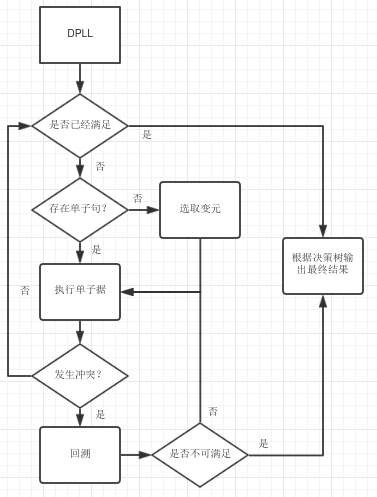 DPLL
是否已经满足
是
否
存在单子句?
否
选取变元
是
根据决策树输
出最终结果
执行单子据
否
发生冲突?
是
否
回溯
是否不可满足
是